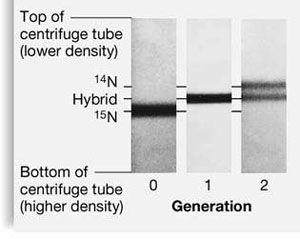 Top of
centrifuge tube
(lower density)
¹⁴N
Hybrid
¹⁵N
Bottom of
centrifuge tube
(higher density)
0 1 2
Generation